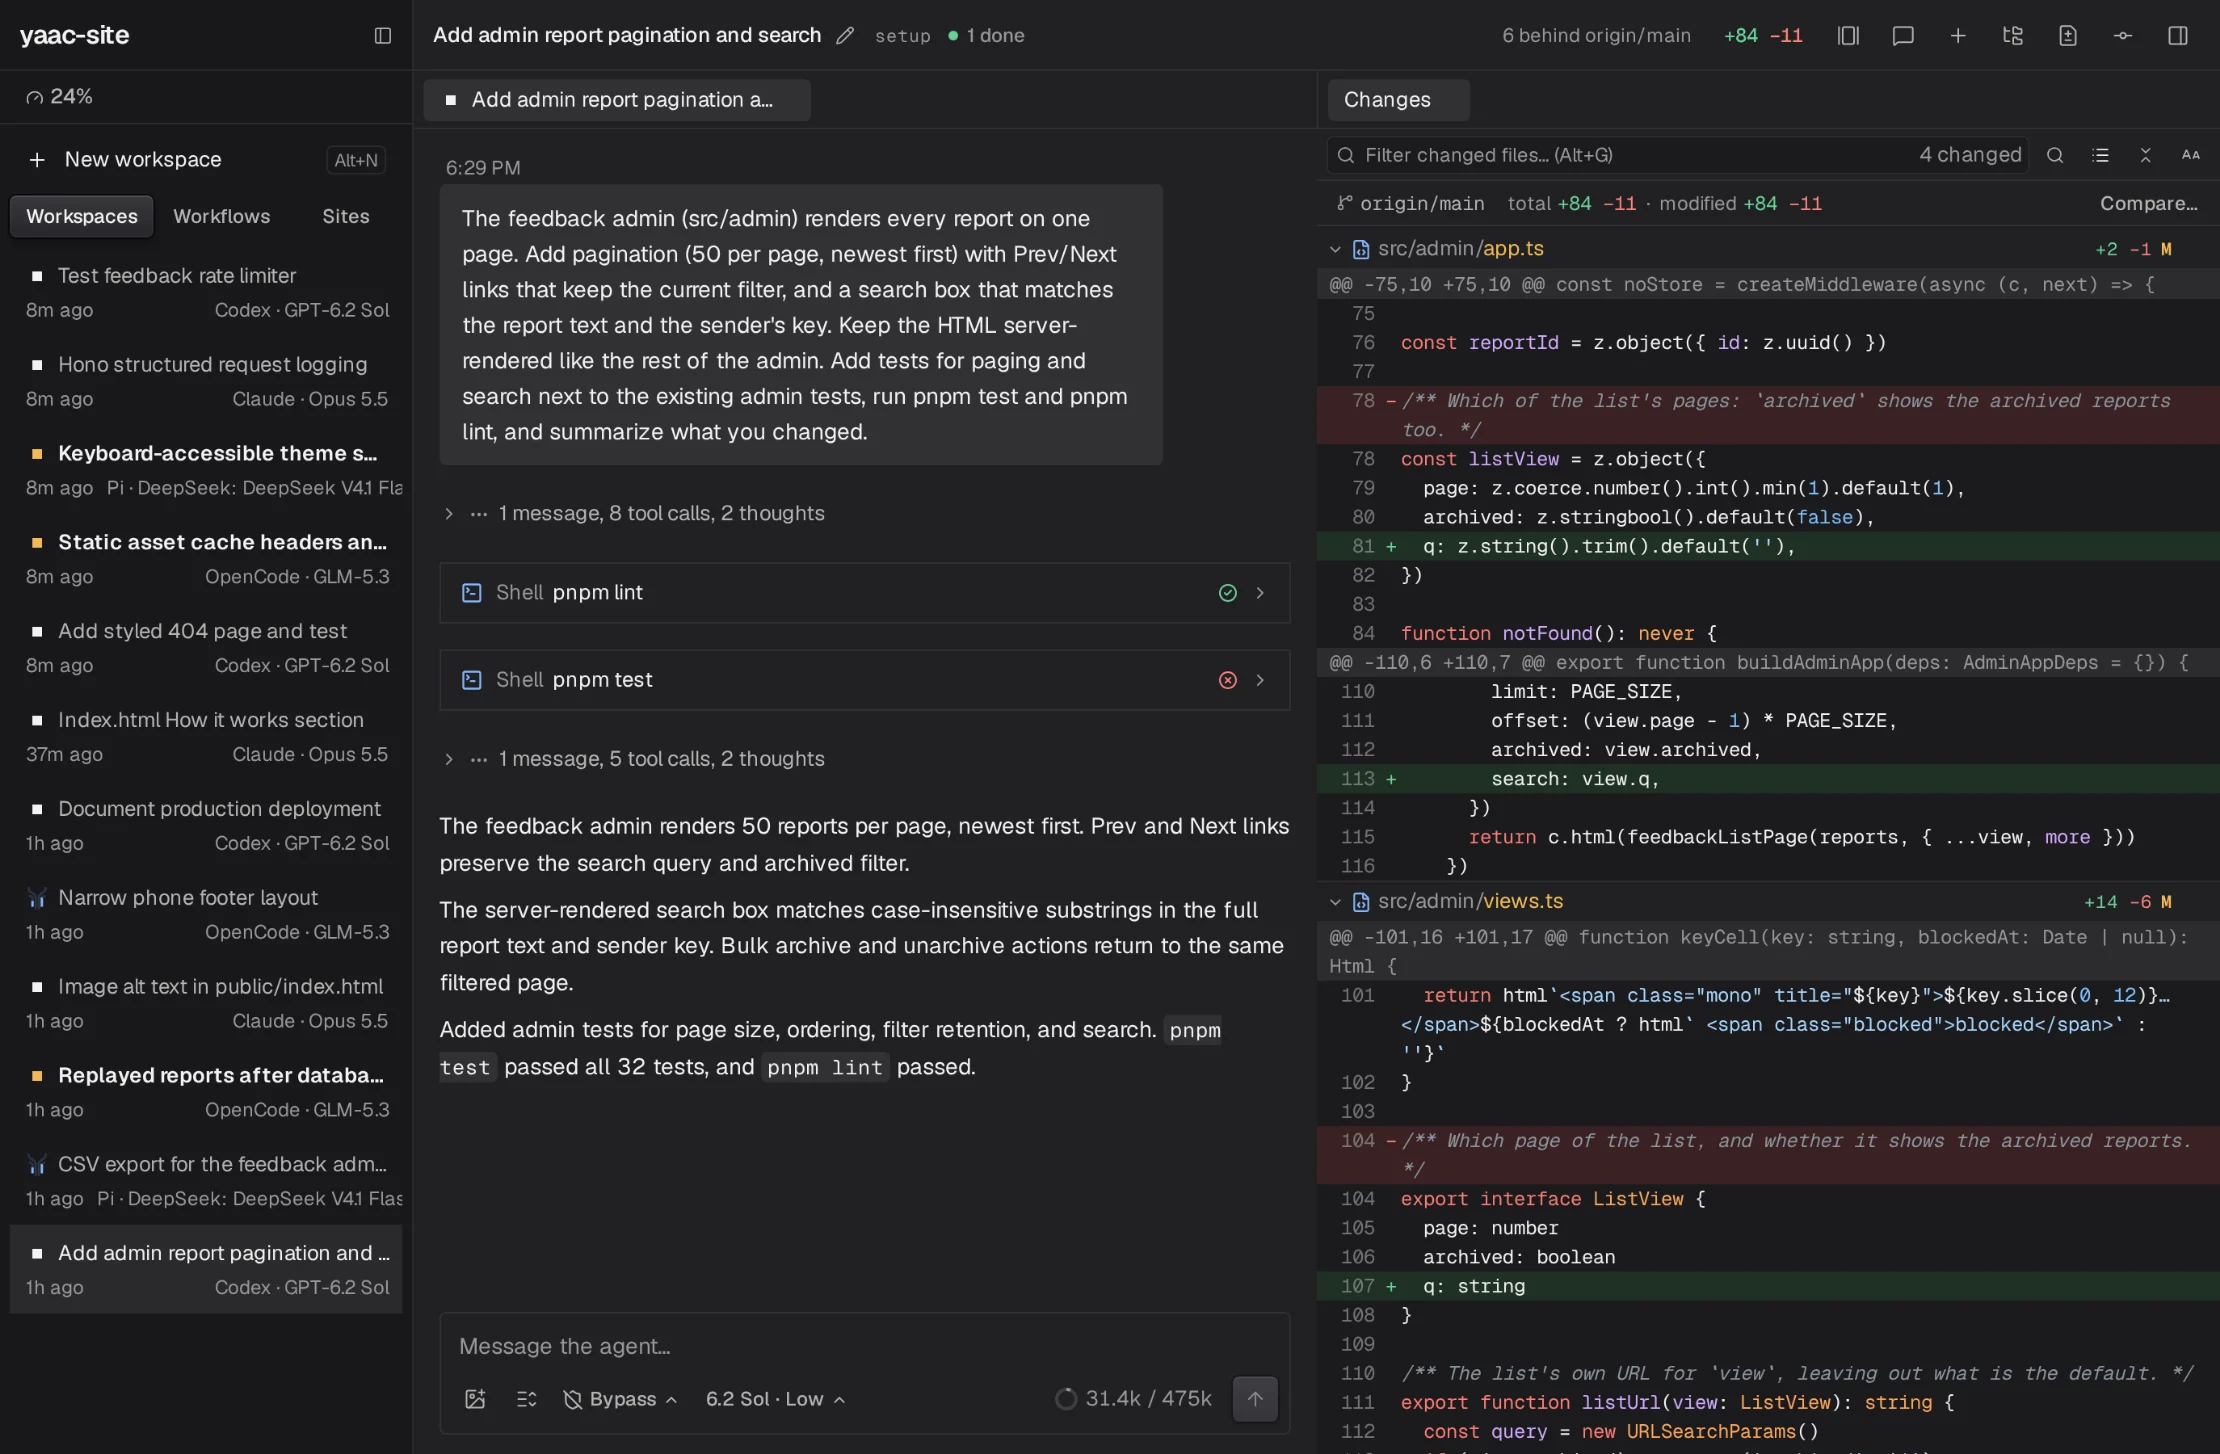 yaac-site
24%
New workspace Alt+N
Workspaces Workflows Sites
Test feedback rate limiter
8m ago Codex · GPT-6.2 Sol
Hono structured request logging
8m ago Claude · Opus 5.5
Keyboard-accessible theme s...
8m ago Pi · DeepSeek: DeepSeek V4.1 Fla
Static asset cache headers an...
8m ago OpenCode · GLM-5.3
Add styled 404 page and test
8m ago Codex · GPT-6.2 Sol
Index.html How it works section
37m ago Claude · Opus 5.5
Document production deployment
1h ago Codex · GPT-6.2 Sol
Narrow phone footer layout
1h ago OpenCode · GLM-5.3
Image alt text in public/index.html
1h ago Claude · Opus 5.5
Replayed reports after databa...
1h ago OpenCode · GLM-5.3
CSV export for the feedback adm...
1h ago Pi · DeepSeek: DeepSeek V4.1 Flas
Add admin report pagination and ...
1h ago Codex · GPT-6.2 Sol
Add admin report pagination and search setup 1 done
6 behind origin/main +84 −11
Add admin report pagination a...
6:29 PM
The feedback admin (src/admin) renders every report on one
page. Add pagination (50 per page, newest first) with Prev/Next
links that keep the current filter, and a search box that matches
the report text and the sender's key. Keep the HTML server-
rendered like the rest of the admin. Add tests for paging and
search next to the existing admin tests, run pnpm test and pnpm
lint, and summarize what you changed.
1 message, 8 tool calls, 2 thoughts
Shell pnpm lint
Shell pnpm test
1 message, 5 tool calls, 2 thoughts
The feedback admin renders 50 reports per page, newest first. Prev and Next links
preserve the search query and archived filter.
The server-rendered search box matches case-insensitive substrings in the full
report text and sender key. Bulk archive and unarchive actions return to the same
filtered page.
Added admin tests for page size, ordering, filter retention, and search. pnpm
test passed all 32 tests, and pnpm lint passed.
Message the agent...
Bypass 6.2 Sol · Low 31.4k / 475k
Changes
Filter changed files... (Alt+G) 4 changed AA
origin/main total +84 −11 · modified +84 −11 Compare...
src/admin/app.ts +2 −1 M
@@ -75,10 +75,10 @@ const noStore = createMiddleware(async (c, next) => {
75
76 const reportId = z.object({ id: z.uuid() })
77
78 − /** Which of the list's pages: `archived` shows the archived reports
too. */
78 const listView = z.object({
79 page: z.coerce.number().int().min(1).default(1),
80 archived: z.stringbool().default(false),
81 + q: z.string().trim().default(''),
82 })
83
84 function notFound(): never {
@@ -110,6 +110,7 @@ export function buildAdminApp(deps: AdminAppDeps = {}) {
110 limit: PAGE_SIZE,
111 offset: (view.page - 1) * PAGE_SIZE,
112 archived: view.archived,
113 + search: view.q,
114 })
115 return c.html(feedbackListPage(reports, { ...view, more }))
116 })
src/admin/views.ts +14 −6 M
@@ -101,16 +101,17 @@ function keyCell(key: string, blockedAt: Date | null):
Html {
101 return html`<span class="mono" title="${key}">${key.slice(0, 12)}…
</span>${blockedAt ? html` <span class="blocked">blocked</span>` :
''}`
102 }
103
104 − /** Which page of the list, and whether it shows the archived reports.
*/
104 export interface ListView {
105 page: number
106 archived: boolean
107 + q: string
108 }
109
110 /** The list's own URL for `view`, leaving out what is the default. */
111 export function listUrl(view: ListView): string {
112 const query = new URLSearchParams()